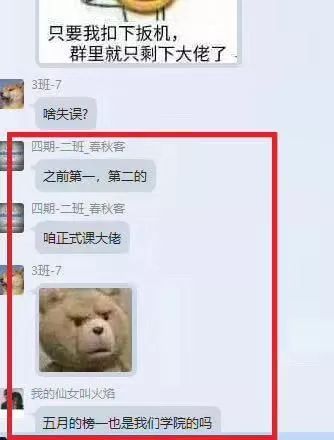 只要我扣下扳机，
群里就只剩下大佬了
3班-7
啥失误?
四期-二班_春秋客
之前第一，第二的
四期-二班_春秋客
咱正式课大佬
3班-7
我的仙女叫火焰
五月的榜一也是我们学院的吗